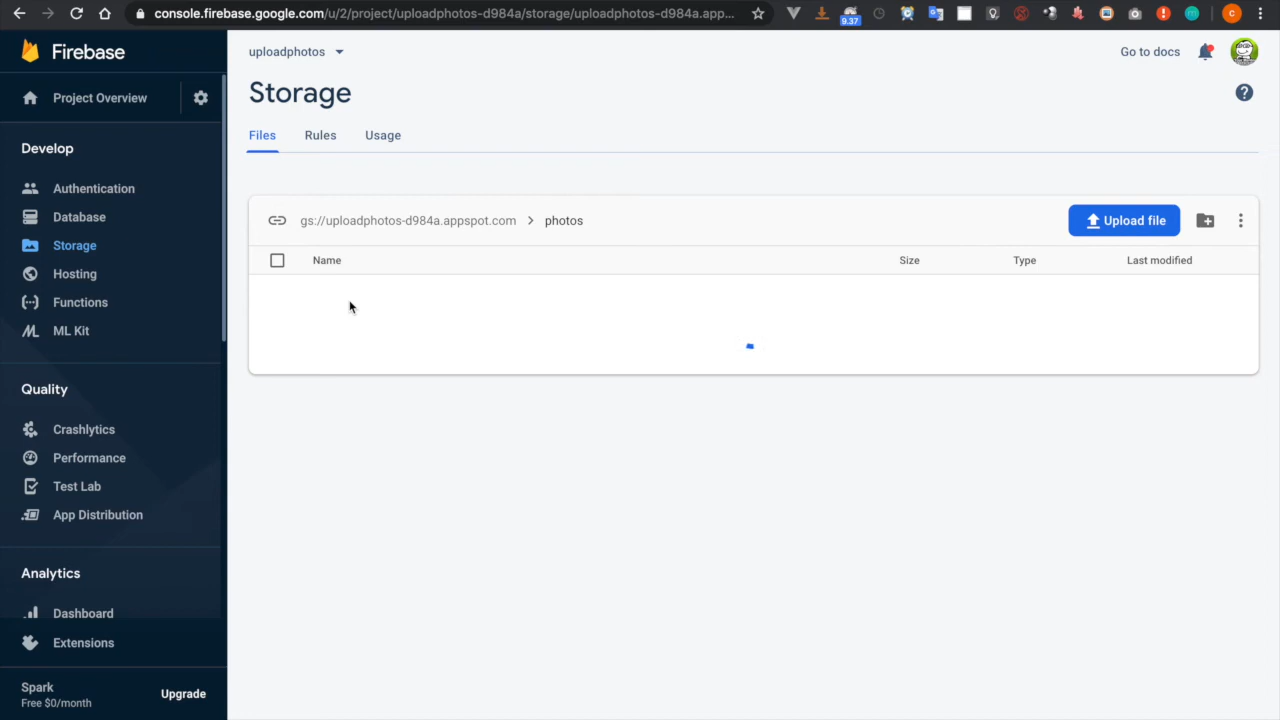 console.firebase.google.com/u/2/project/uploadphotos-d984a/storage/uploadphotos-d984a.app...
9.37
C
Firebase
uploadphotos
Go to docs
Project Overview
Storage
?
Files Rules Usage
Develop
Authentication
Database
Storage
Hosting
Functions
ML Kit
gs://uploadphotos-d984a.appspot.com > photos
Upload file
Name Size Type Last modified
Quality
Crashlytics
Performance
Test Lab
App Distribution
Analytics
Dashboard
Extensions
Spark
Free $0/month
Upgrade